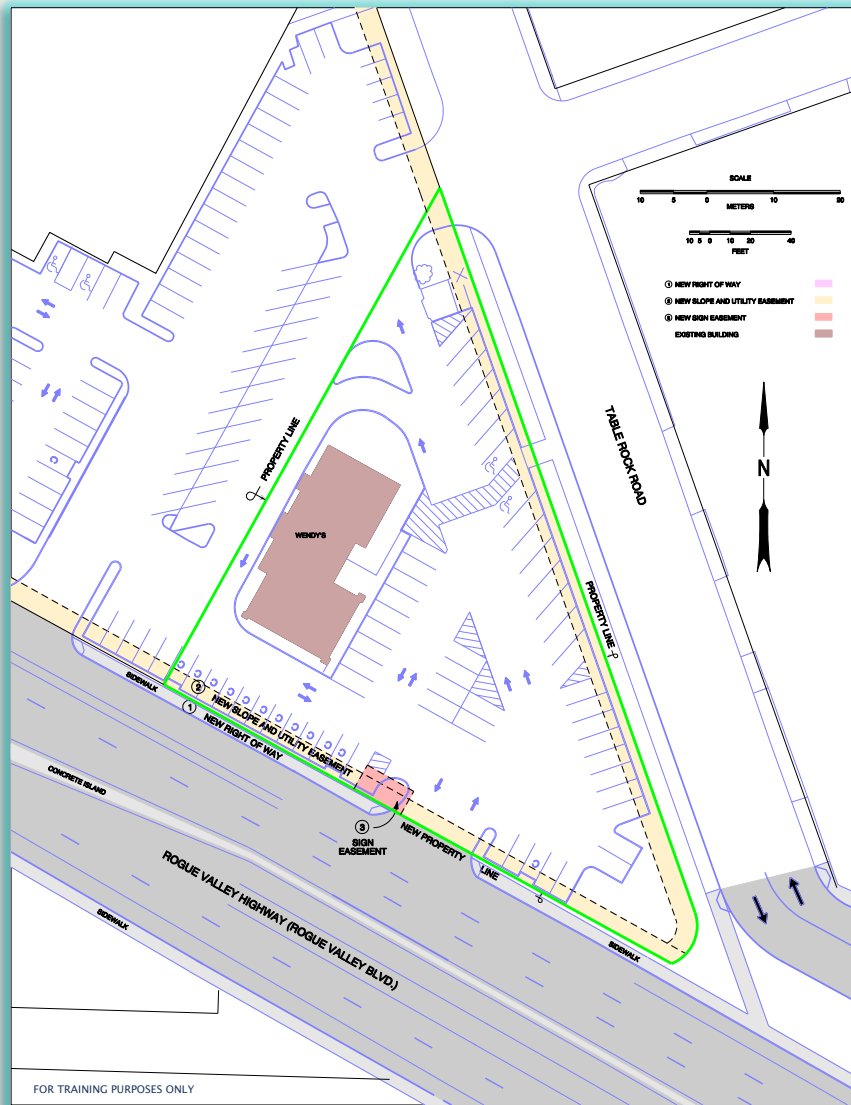 SCALE
10 5 0 10 20
METERS
10 5 0 10 20 40
FEET
① NEW RIGHT OF WAY
NEW SLOPE AND UTILITY EASEMENT
NEW SIGN EASEMENT
EXISTING BUILDING
TABLE ROCK ROAD
N
PROPERTY LINE
WENDY'S
PROPERTY LINE
C
SIDEWALK
② NEW SLOPE AND UTILITY EASEMENT
① NEW RIGHT OF WAY
C C C C C C C C C C C
CONCRETE ISLAND
③
SIGN
EASEMENT
NEW PROPERTY
LINE
C
ROGUE VALLEY HIGHWAY (ROGUE VALLEY BLVD.)
SIDEWALK
SIDEWALK
FOR TRAINING PURPOSES ONLY